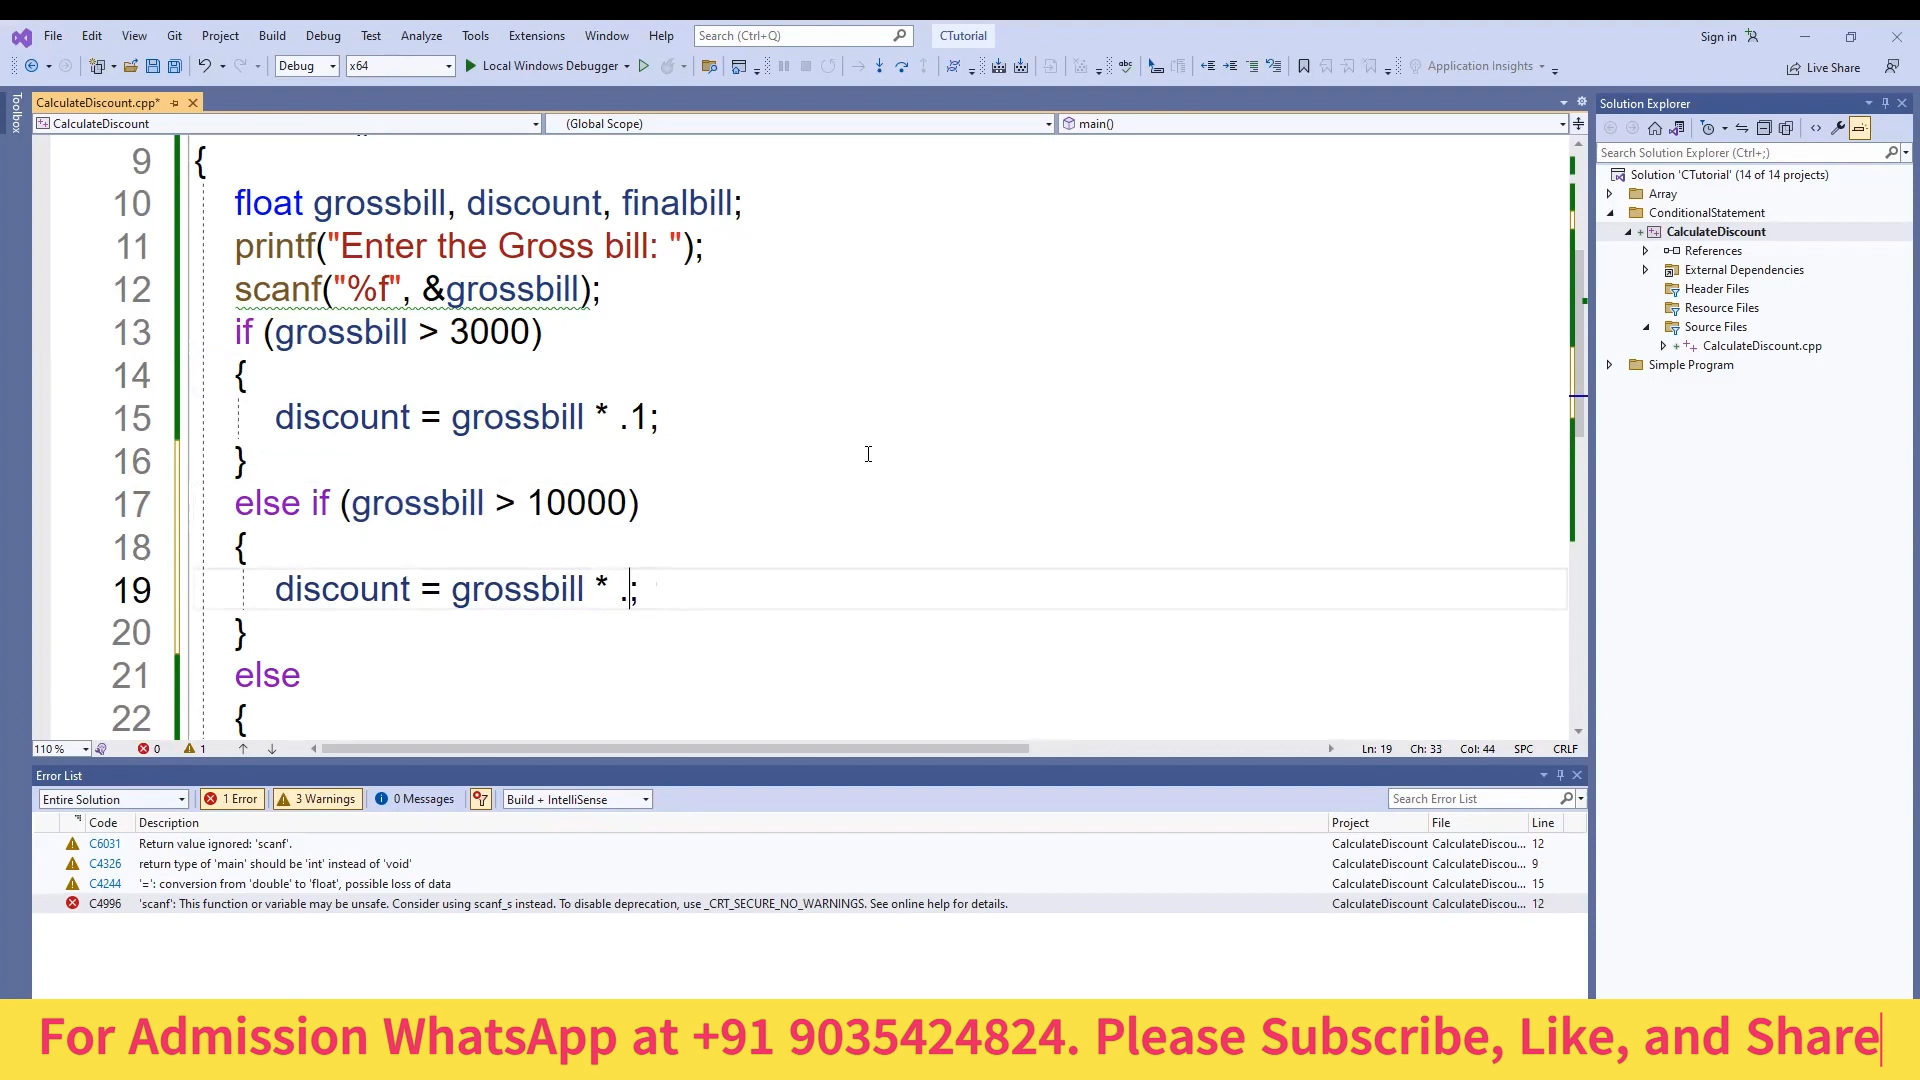 File Edit View Git Project Build Debug Test Analyze Tools Extensions Window Help Search (Ctrl+Q) CTutorial Sign in
Debug x64 Local Windows Debugger Application Insights Live Share
Toolbox
CalculateDiscount.cpp*
CalculateDiscount (Global Scope) main()
9 {
10 float grossbill, discount, finalbill;
11 printf("Enter the Gross bill: ");
12 scanf("%f", &grossbill);
13 if (grossbill > 3000)
14 {
15 discount = grossbill * .1;
16 }
17 else if (grossbill > 10000)
18 {
19 discount = grossbill * .;
20 }
21 else
22 {
110 % 0 1 Ln: 19 Ch: 33 Col: 44 SPC CRLF
Solution Explorer
Search Solution Explorer (Ctrl+;)
Solution 'CTutorial' (14 of 14 projects)
Array
ConditionalStatement
CalculateDiscount
References
External Dependencies
Header Files
Resource Files
Source Files
CalculateDiscount.cpp
Simple Program
Error List
Entire Solution 1 Error 3 Warnings 0 Messages Build + IntelliSense Search Error List
Code Description Project File Line
C6031 Return value ignored: 'scanf'. CalculateDiscount CalculateDiscou... 12
C4326 return type of 'main' should be 'int' instead of 'void' CalculateDiscount CalculateDiscou... 9
C4244 '=': conversion from 'double' to 'float', possible loss of data CalculateDiscount CalculateDiscou... 15
C4996 'scanf': This function or variable may be unsafe. Consider using scanf_s instead. To disable deprecation, use _CRT_SECURE_NO_WARNINGS. See online help for details. CalculateDiscount CalculateDiscou... 12
For Admission WhatsApp at +91 9035424824. Please Subscribe, Like, and Share